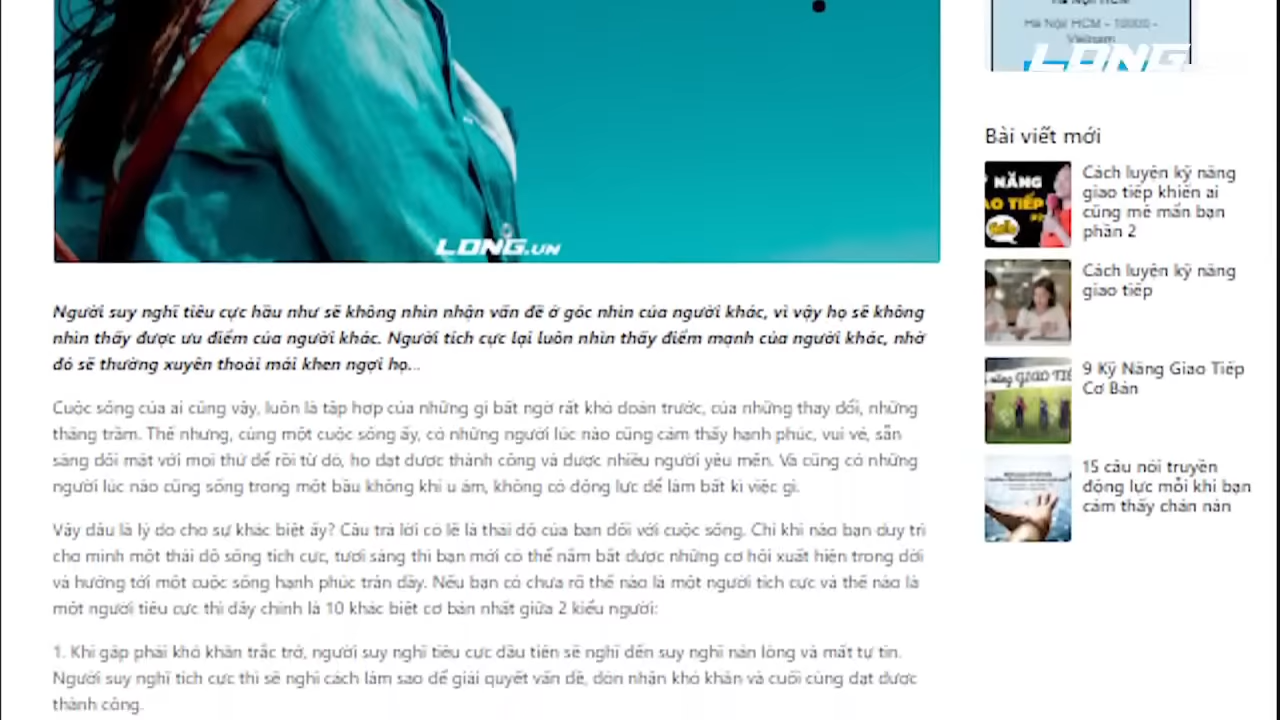 Hà Nội HCM
Hà Nội HCM - 10000 -
Vietnam
LONG
LONG.VN
Người suy nghĩ tiêu cực hầu như sẽ không nhìn nhận vấn đề ở góc nhìn của người khác, vì vậy họ sẽ không
nhìn thấy được ưu điểm của người khác. Người tích cực lại luôn nhìn thấy điểm mạnh của người khác, nhờ
đó sẽ thường xuyên thoải mái khen ngợi họ...
Cuộc sống của ai cũng vậy, luôn là tập hợp của những gì bất ngờ rất khó đoán trước, của những thay đổi, những
thăng trầm. Thế nhưng, cùng một cuộc sống ấy, có những người lúc nào cũng cảm thấy hạnh phúc, vui vẻ, sẵn
sàng đối mặt với mọi thứ để rồi từ đó, họ đạt được thành công và được nhiều người yêu mến. Và cũng có những
người lúc nào cũng sống trong một bầu không khí u ám, không có động lực để làm bất kì việc gì.
Vậy đâu là lý do cho sự khác biệt ấy? Câu trả lời có lẽ là thái độ của bạn đối với cuộc sống. Chỉ khi nào bạn duy trì
cho mình một thái độ sống tích cực, tươi sáng thì bạn mới có thể nắm bắt được những cơ hội xuất hiện trong đời
và hướng tới một cuộc sống hạnh phúc tràn đầy. Nếu bạn có chưa rõ thế nào là một người tích cực và thế nào là
một người tiêu cực thì đây chính là 10 khác biệt cơ bản nhất giữa 2 kiểu người:
1. Khi gặp phải khó khăn trắc trở, người suy nghĩ tiêu cực đầu tiên sẽ nghĩ đến suy nghĩ nản lòng và mất tự tin.
Người suy nghĩ tích cực thì sẽ nghĩ cách làm sao để giải quyết vấn đề, đón nhận khó khăn và cuối cùng đạt được
thành công.
Bài viết mới
NĂNG
AO TIẾP
Cách luyện kỹ năng
giao tiếp khiến ai
cũng mê mẩn bạn
phần 2
Cách luyện kỹ năng
giao tiếp
năng GIAO TIẾ
9 Kỹ Năng Giao Tiếp
Cơ Bản
15 câu nói truyền
động lực mỗi khi bạn
cảm thấy chán nản